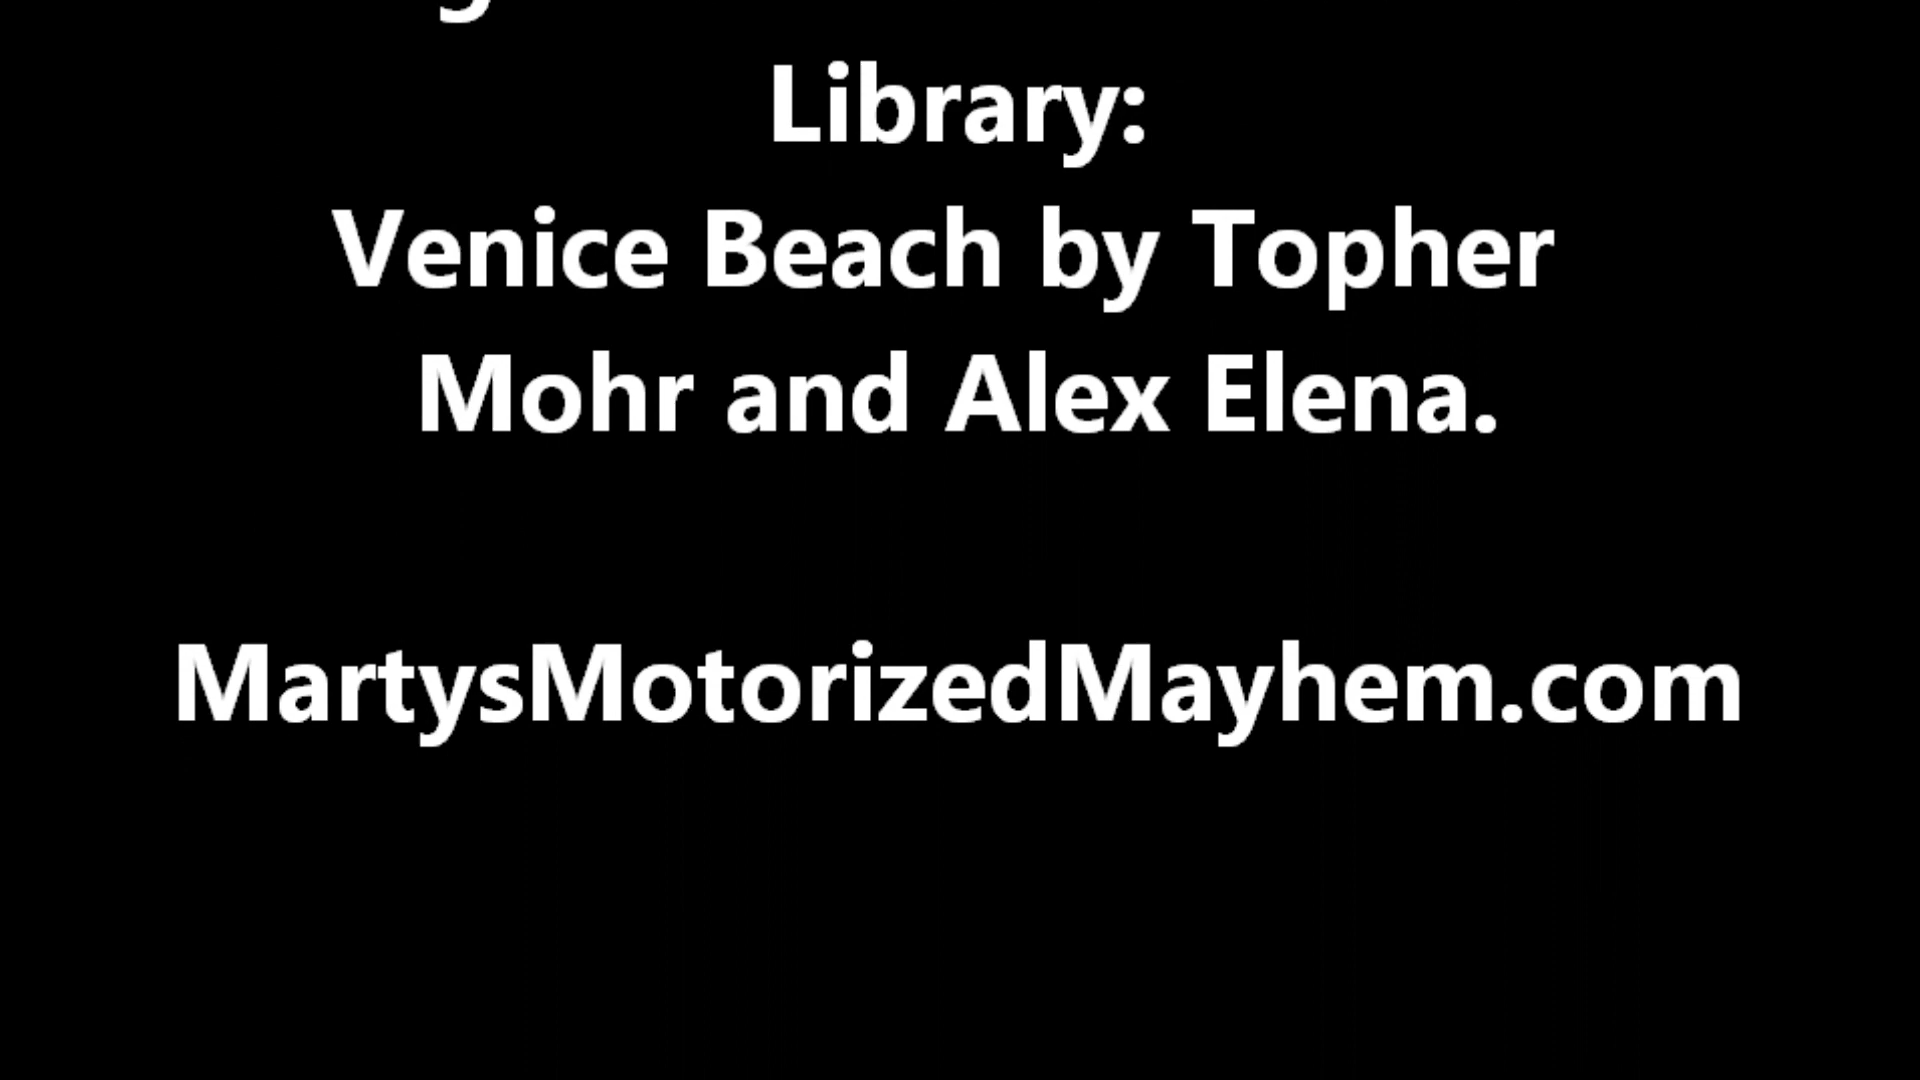 Library:
Venice Beach by Topher
Mohr and Alex Elena.
MartysMotorizedMayhem.com